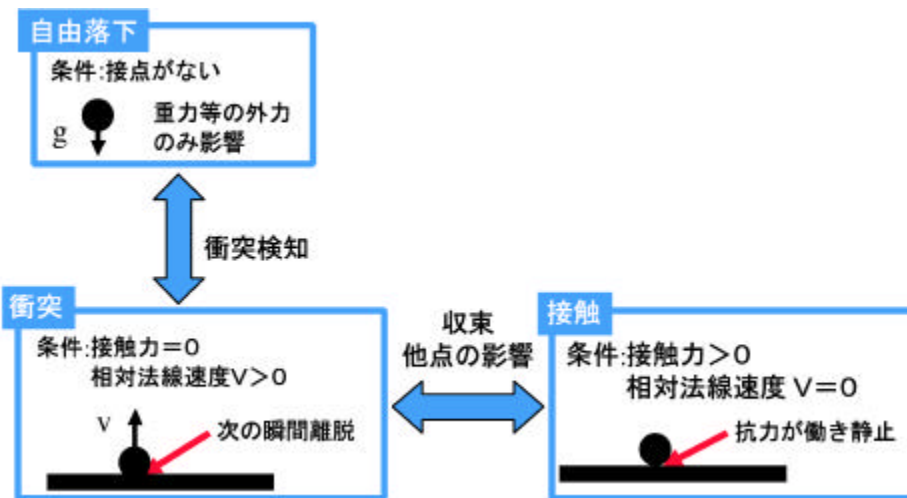 自由落下
条件:接点がない
重力等の外力
のみ影響
g
衝突検知
衝突
条件:接触力=0
相対法線速度V>0
v
次の瞬間離脱
収束
他点の影響
接触
条件:接触力>0
相対法線速度 V=0
抗力が働き静止